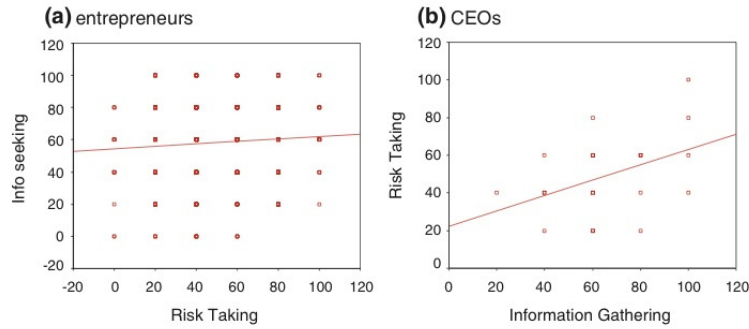 (a) entrepreneurs
120
100
80
60
40
20
0
-20
Info seeking
-20 0 20 40 60 80 100 120
Risk Taking
(b) CEOs
120
100
80
60
40
20
0
Risk Taking
0 20 40 60 80 100 120
Information Gathering